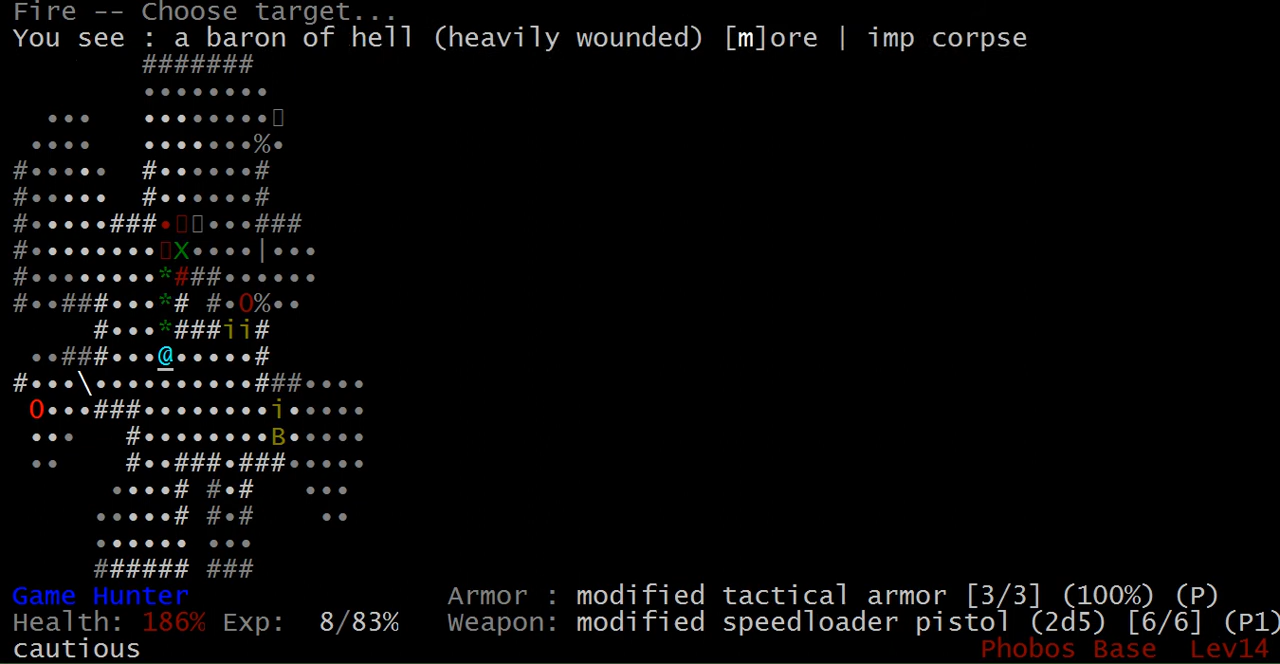 Fire -- Choose target...
You see : a baron of hell (heavily wounded) [m]ore | imp corpse
#######
••••••••
••• ••••••••▯
•••• •••••••%•
#••••• #••••••#
#••••• #••••••#
#•••••###•▯▯•••###
#••••••••▯X••••|•••
#••••••••*###••••••
#••###•••*# #•O%••
#•••*###ii#
••###•••@•••••#
#•••\••••••••••###••••
O•••###••••••••i•••••
••• #••••••••B•••••
•• #••###•###•••••
••••# #•# •••
•••••# #•# ••
•••••• •••
###### ###
Game Hunter Armor : modified tactical armor [3/3] (100%) (P)
Health: 186% Exp: 8/83% Weapon: modified speedloader pistol (2d5) [6/6] (P1)
cautious Phobos Base Lev14